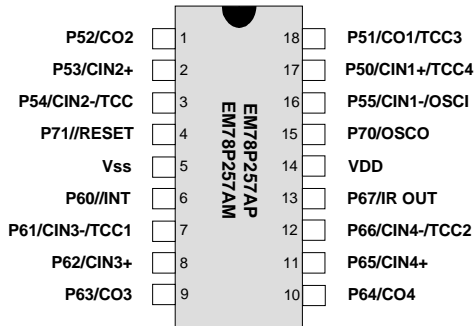 P52/CO2 1 18 P51/CO1/TCC3
P53/CIN2+ 2 17 P50/CIN1+/TCC4
P54/CIN2-/TCC 3 16 P55/CIN1-/OSCI
P71//RESET 4 15 P70/OSCO
Vss 5 14 VDD
P60//INT 6 13 P67/IR OUT
P61/CIN3-/TCC1 7 12 P66/CIN4-/TCC2
P62/CIN3+ 8 11 P65/CIN4+
P63/CO3 9 10 P64/CO4
EM78P257AP
EM78P257AM